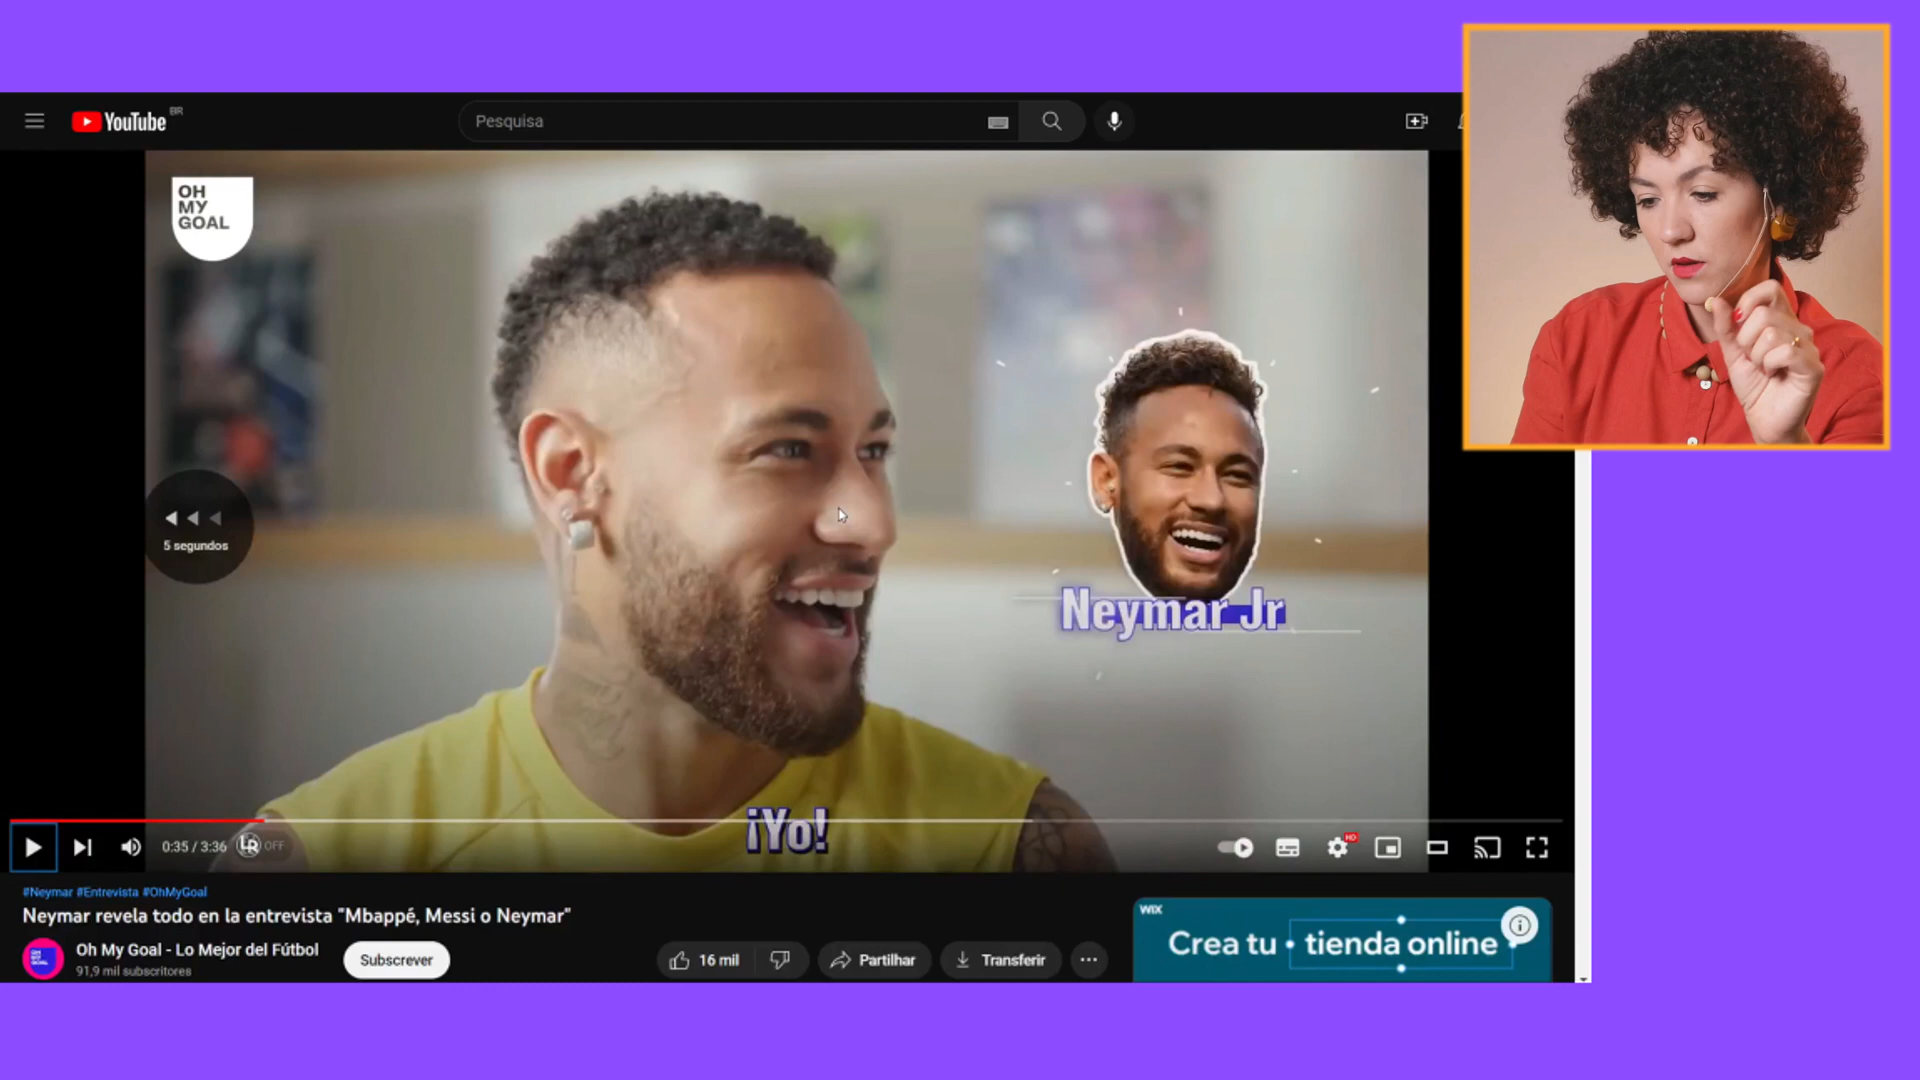 YouTube BR
Pesquisa
OH
MY
GOAL
5 segundos
Neymar Jr
¡Yo!
0:35 / 3:36
LR OFF
HD
#Neymar #Entrevista #OhMyGoal
Neymar revela todo en la entrevista "Mbappé, Messi o Neymar"
Oh My Goal - Lo Mejor del Fútbol
91,9 mil subscritores
Subscrever
16 mil
Partilhar
Transferir
WIX
Crea tu tienda online